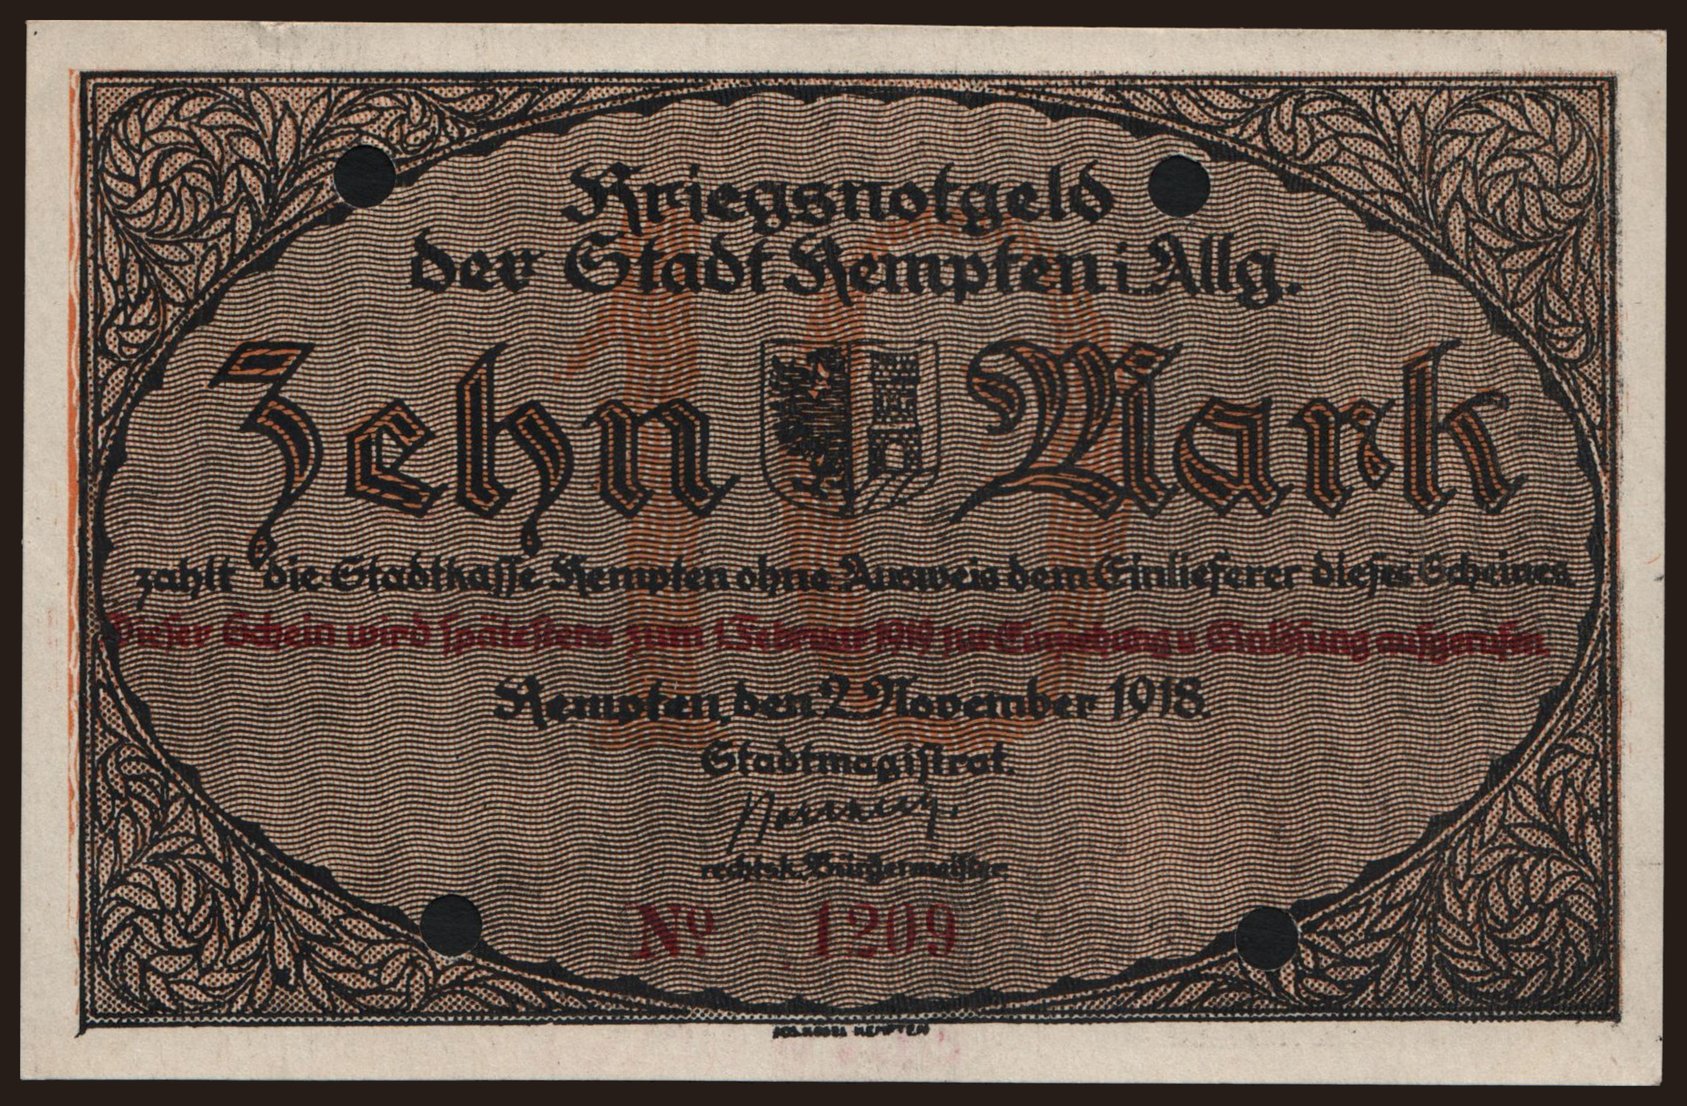 Kriegsnotgeld
der Stadt Kempten i. Allg.
Zehn Mark
zahlt die Stadtkasse Kempten ohne Ausweis dem Einlieferer dieses Scheines.
Dieser Schein wird spätestens zum 1. Februar 1919 zur Einziehung u. Einlösung aufgerufen.
Kempten, den 2. November 1918.
Stadtmagistrat.
rechtsk. Bürgermeister
10
Nº 1209
KEMPTEN